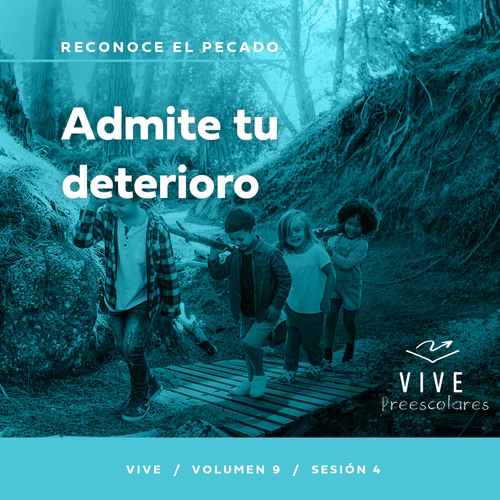 RECONOCE EL PECADO
Admite tu
deterioro
VIVE
Preescolares
VIVE / VOLUMEN 9 / SESIÓN 4